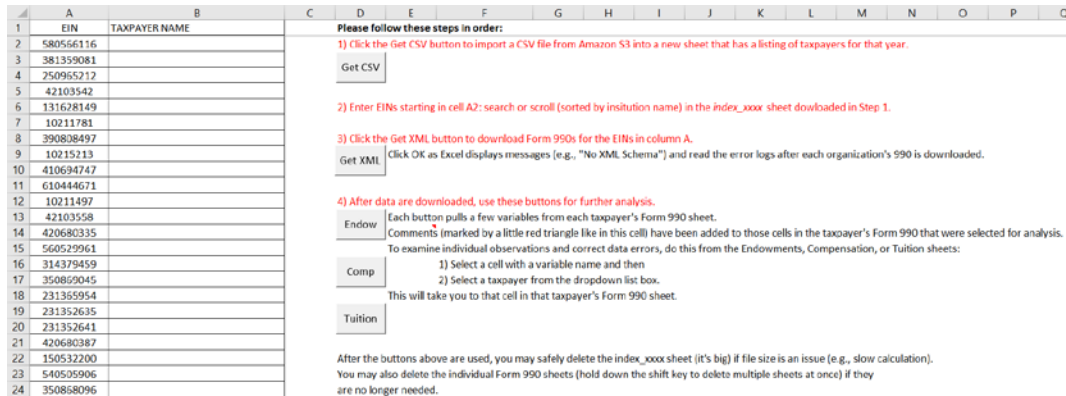 A B C D E F G H I J K L M N O P Q
1 EIN TAXPAYER NAME Please follow these steps in order:
2 580566116 1) Click the Get CSV button to import a CSV file from Amazon S3 into a new sheet that has a listing of taxpayers for that year.
3 381359081 Get CSV
4 250965212
5 42103542
6 131628149 2) Enter EINs starting in cell A2: search or scroll (sorted by insitution name) in the index_xxxx sheet dowloaded in Step 1.
7 10211781
8 390808497 3) Click the Get XML button to download Form 990s for the EINs in column A.
9 10215213 Get XML Click OK as Excel displays messages (e.g., "No XML Schema") and read the error logs after each organization's 990 is downloaded.
10 410694747
11 610444671
12 10211497 4) After data are downloaded, use these buttons for further analysis.
13 42103558 Endow Each button pulls a few variables from each taxpayer's Form 990 sheet.
14 420680335 Comments (marked by a little red triangle like in this cell) have been added to those cells in the taxpayer's Form 990 that were selected for analysis.
15 560529961 To examine individual observations and correct data errors, do this from the Endowments, Compensation, or Tuition sheets:
16 314379459 Comp 1) Select a cell with a variable name and then
17 350869045 2) Select a taxpayer from the dropdown list box.
18 231365954 This will take you to that cell in that taxpayer's Form 990 sheet.
19 231352635 Tuition
20 231352641
21 420680387
22 150532200 After the buttons above are used, you may safely delete the index_xxxx sheet (it's big) if file size is an issue (e.g., slow calculation).
23 540505906 You may also delete the individual Form 990 sheets (hold down the shift key to delete multiple sheets at once) if they
24 350868096 are no longer needed.